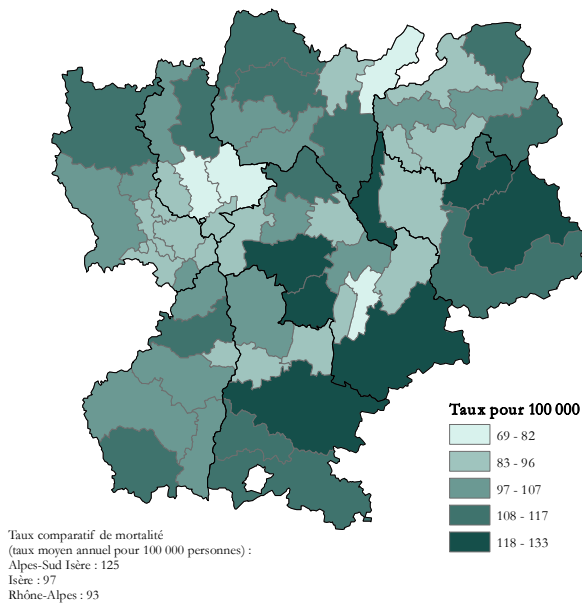 Taux pour 100 000
69 - 82
83 - 96
97 - 107
108 - 117
118 - 133
Taux comparatif de mortalité
(taux moyen annuel pour 100 000 personnes) :
Alpes-Sud Isère : 125
Isère : 97
Rhône-Alpes : 93